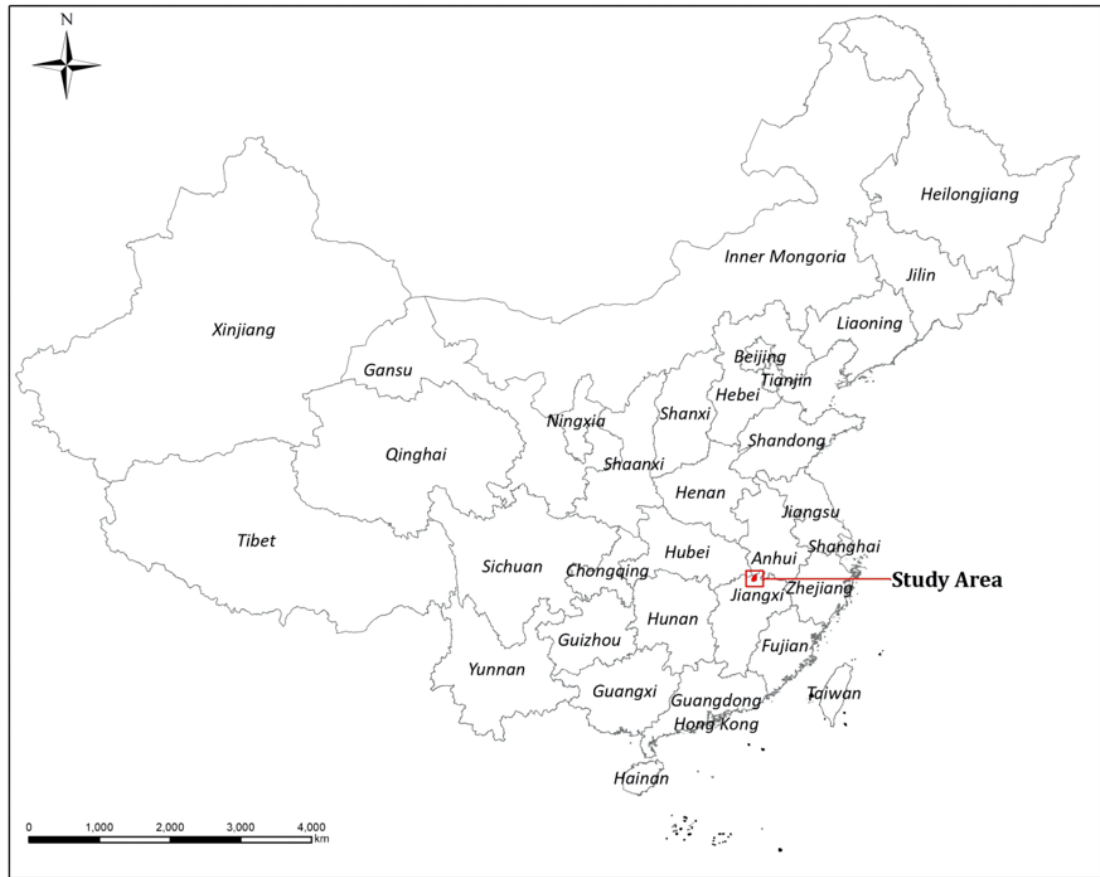 N
Heilongjiang
Inner Mongoria
Jilin
Xinjiang
Liaoning
Beijing
Gansu
Tianjin
Hebei
Shanxi
Ningxia
Shandong
Qinghai
Shaanxi
Henan
Jiangsu
Tibet
Shanghai
Hubei
Anhui
Sichuan
Chongqing
Study Area
Zhejiang
Jiangxi
Hunan
Guizhou
Fujian
Yunnan
Guangxi
Taiwan
Guangdong
Hong Kong
Hainan
0 1,000 2,000 3,000 4,000
km